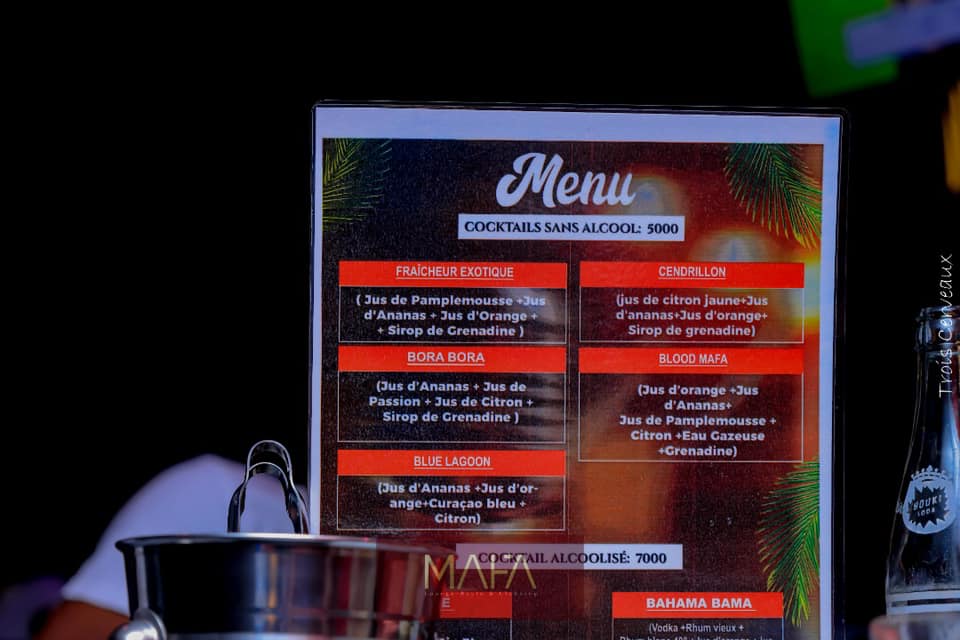 Menu
COCKTAILS SANS ALCOOL: 5000
FRAÎCHEUR EXOTIQUE
( Jus de Pamplemousse +Jus
d'Ananas + Jus d'Orange +
+ Sirop de Grenadine )
BORA BORA
(Jus d'Ananas + Jus de
Passion + Jus de Citron +
Sirop de Grenadine )
BLUE LAGOON
(Jus d'Ananas +Jus d'or-
ange+Curaçao bleu +
Citron)
CENDRILLON
(jus de citron jaune+Jus
d'ananas+Jus d'orange+
Sirop de grenadine)
BLOOD MAFA
(Jus d'orange +Jus
d'Ananas+
Jus de Pamplemousse +
Citron +Eau Gazeuse
+Grenadine)
COCKTAIL ALCOOLISÉ: 7000
MAFA
BAHAMA BAMA
(Vodka +Rhum vieux +
Trois Cerveaux